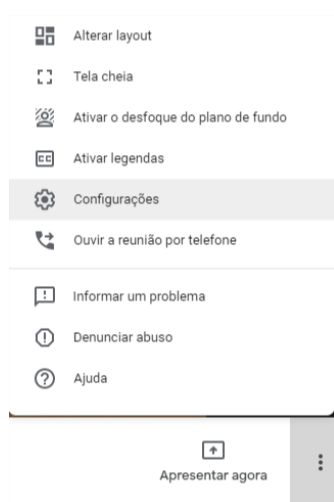 Alterar layout
Tela cheia
Ativar o desfoque do plano de fundo
CC Ativar legendas
Configurações
Ouvir a reunião por telefone
Informar um problema
Denunciar abuso
Ajuda
Apresentar agora